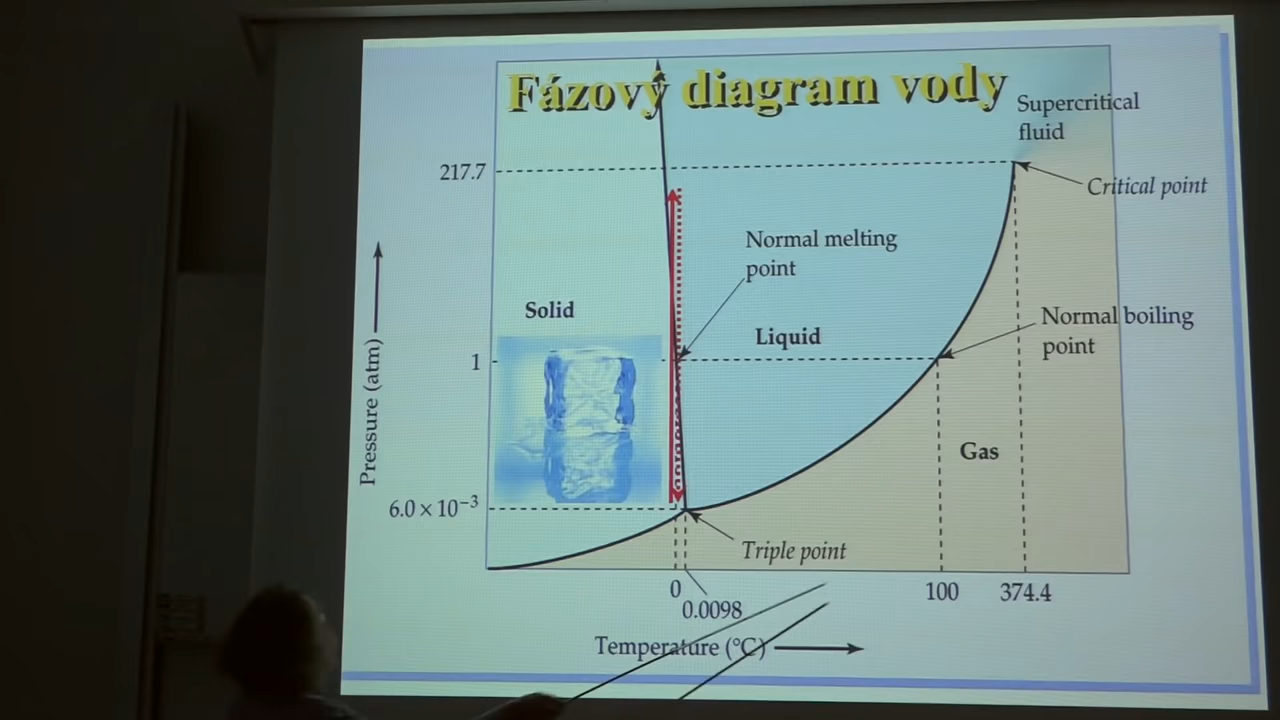 Fázový diagram vody
Supercritical
fluid
217.7
Critical point
Normal melting
point
Solid
Normal boiling
point
Liquid
1
Pressure (atm)
Gas
6.0 × 10⁻³
Triple point
0
100
374.4
0.0098
Temperature (°C)